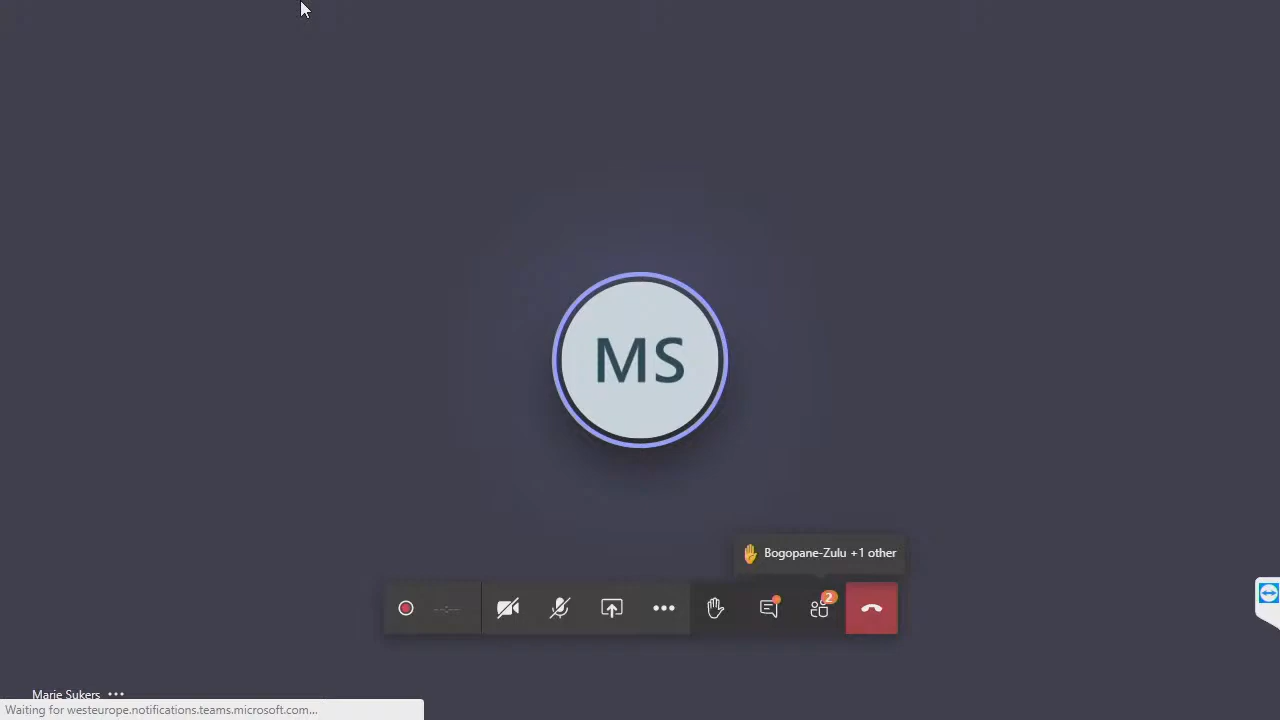 MS
Bogopane-Zulu +1 other
--:--
2
Marie Sukers
Waiting for westeurope.notifications.teams.microsoft.com...